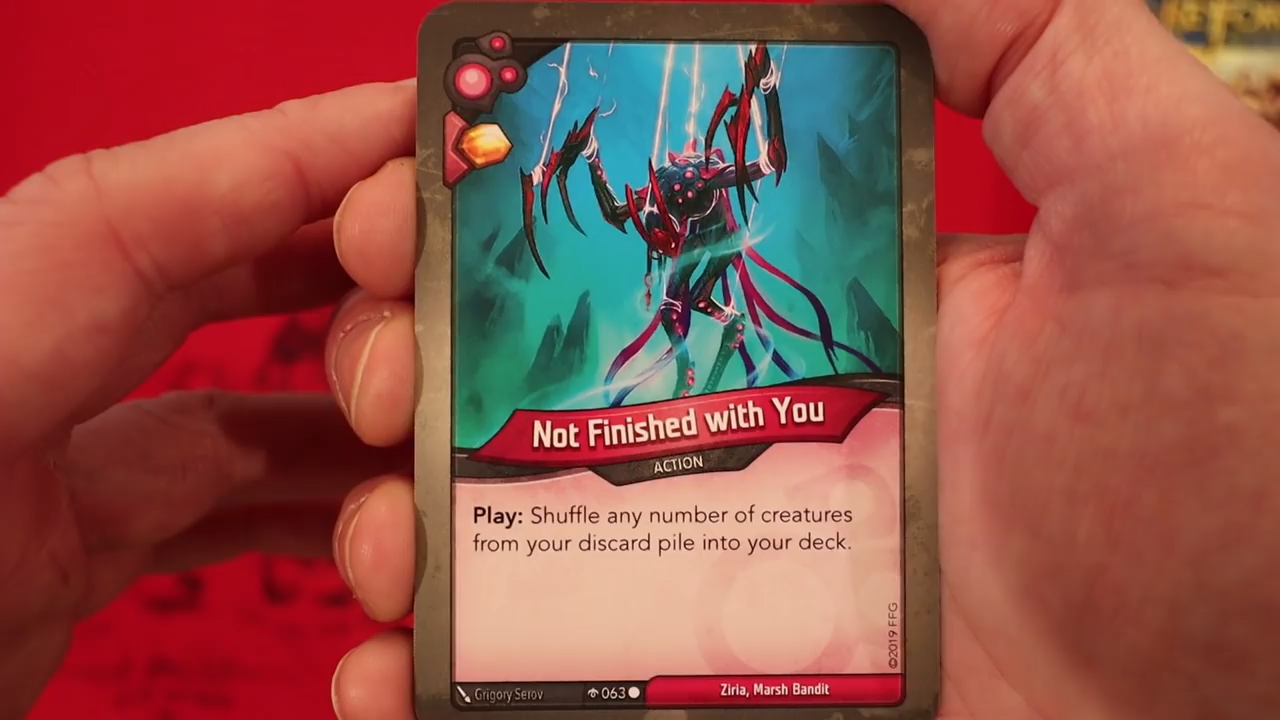 Not Finished with You
ACTION
Play: Shuffle any number of creatures
from your discard pile into your deck.
©2019 FFG
Grigory Serov
063
Ziria, Marsh Bandit